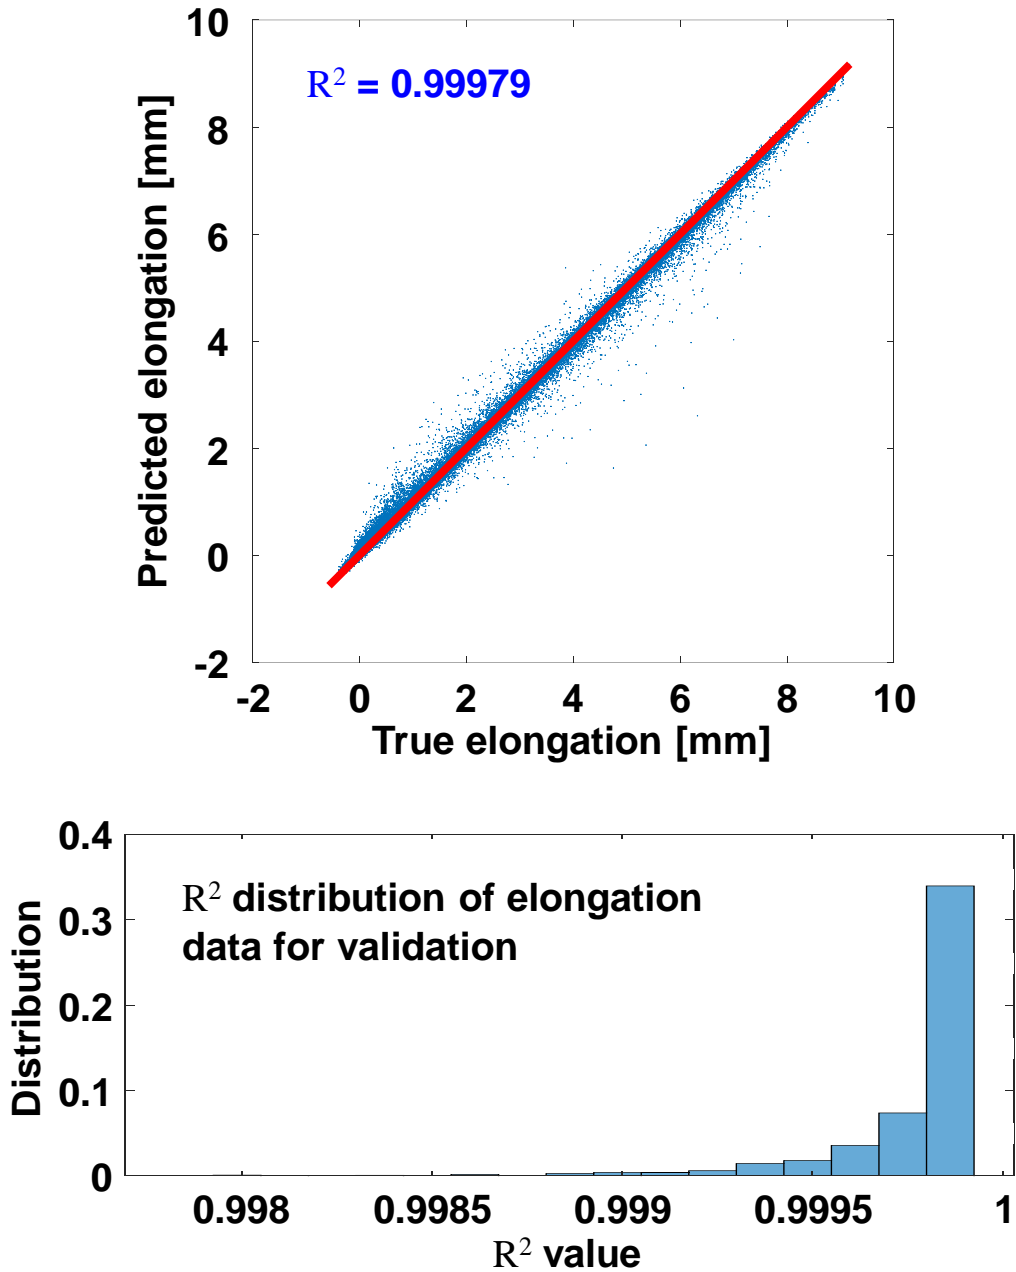 10
8
6
4
2
0
-2
Predicted elongation [mm]
R² = 0.99979
-2 0 2 4 6 8 10
True elongation [mm]
0.4
0.3
0.2
0.1
0
Distribution
R² distribution of elongation
data for validation
0.998 0.9985 0.999 0.9995 1
R² value